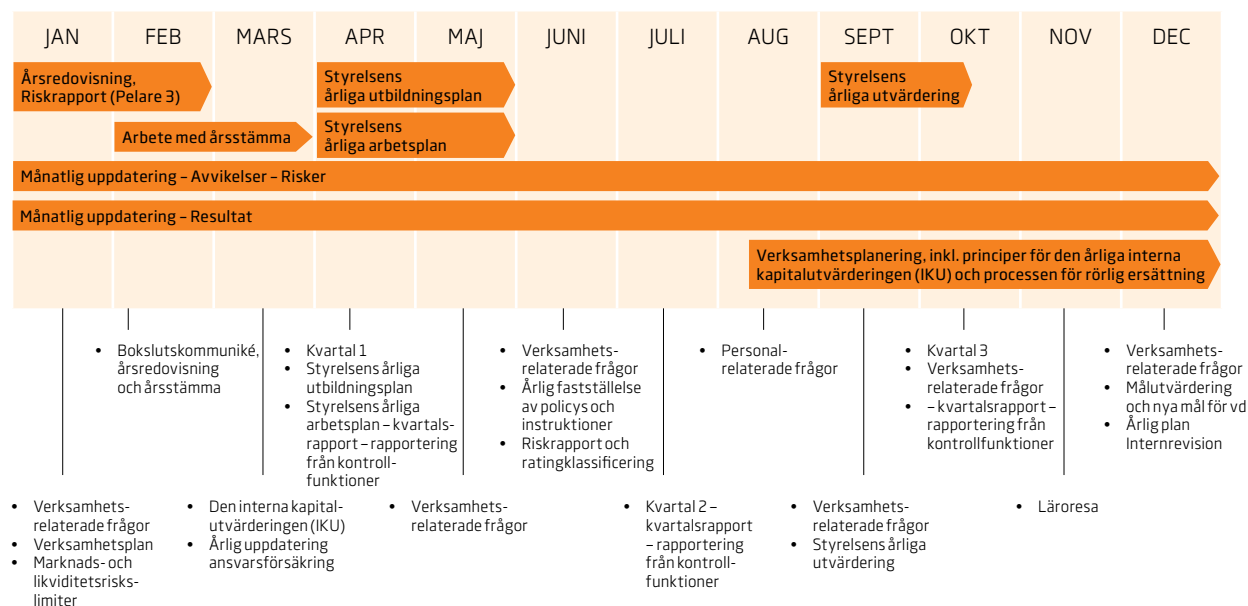 JAN FEB MARS APR MAJ JUNI JULI AUG SEPT OKT NOV DEC
Årsredovisning,
Riskrapport (Pelare 3)
Styrelsens
årliga utbildningsplan
Styrelsens
årliga utvärdering
Arbete med årsstämma
Styrelsens
årliga arbetsplan
Månatlig uppdatering – Avvikelser – Risker
Månatlig uppdatering – Resultat
Verksamhetsplanering, inkl. principer för den årliga interna
kapitalutvärderingen (IKU) och processen för rörlig ersättning
• Bokslutskommuniké,
årsredovisning
och årsstämma
• Kvartal 1
• Styrelsens årliga
utbildningsplan
• Styrelsens årliga
arbetsplan – kvartals-
rapport – rapportering
från kontroll-
funktioner
• Verksamhets-
relaterade frågor
• Årlig fastställelse
av policys och
instruktioner
• Riskrapport och
ratingklassificering
• Personal-
relaterade frågor
• Kvartal 3
• Verksamhets-
relaterade frågor
• – kvartalsrapport –
rapportering från
kontrollfunktioner
• Verksamhets-
relaterade frågor
• Målutvärdering
och nya mål för vd
• Årlig plan
Internrevision
• Verksamhets-
relaterade frågor
• Verksamhetsplan
• Marknads- och
likviditetsrisks-
limiter
• Den interna kapital-
utvärderingen (IKU)
• Årlig uppdatering
ansvarsförsäkring
• Verksamhets-
relaterade frågor
• Kvartal 2 –
kvartalsrapport
– rapportering
från kontroll-
funktioner
• Verksamhets-
relaterade frågor
• Styrelsens årliga
utvärdering
• Läroresa